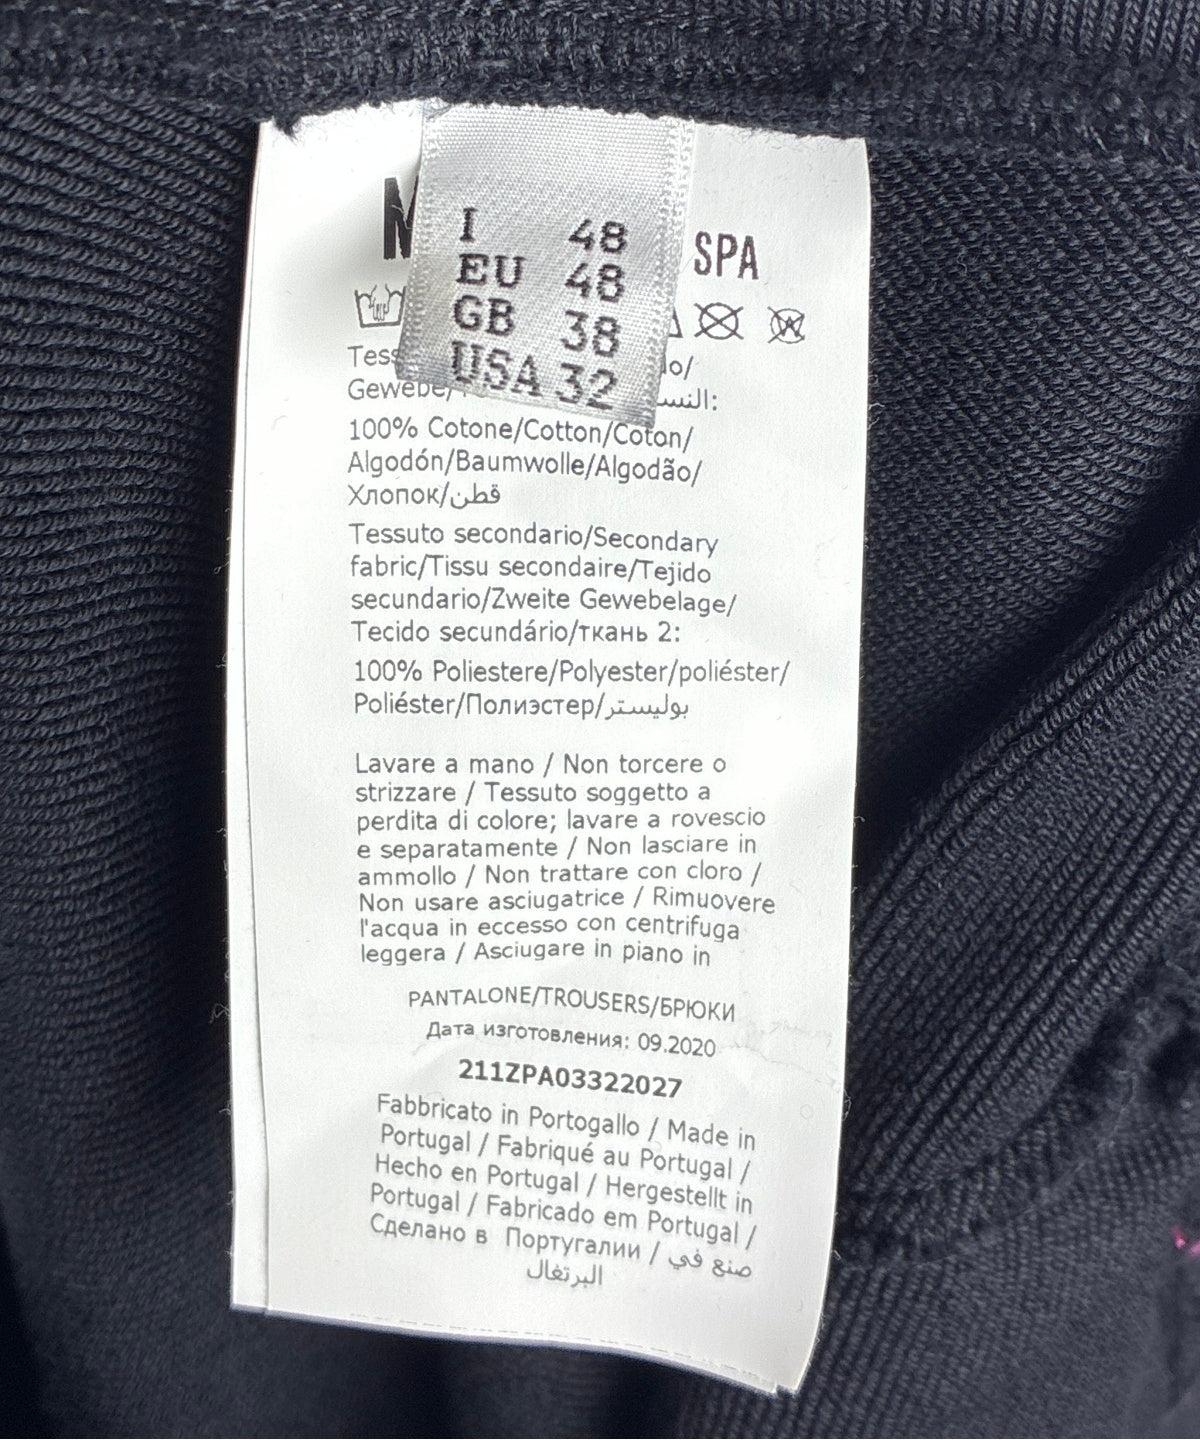 I 48
EU 48
GB 38
USA 32
SPA
100% Cotone/Cotton/Coton/
Algodón/Baumwolle/Algodão/
Хлопок/قطن
Tessuto secondario/Secondary
fabric/Tissu secondaire/Tejido
secundario/Zweite Gewebelage/
Tecido secundário/ткань 2:
100% Poliestere/Polyester/poliéster/
Poliéster/Полиэстер/بوليستر
Lavare a mano / Non torcere o
strizzare / Tessuto soggetto a
perdita di colore; lavare a rovescio
e separatamente / Non lasciare in
ammollo / Non trattare con cloro /
Non usare asciugatrice / Rimuovere
l'acqua in eccesso con centrifuga
leggera / Asciugare in piano in
PANTALONE/TROUSERS/БРЮКИ
Дата изготовления: 09.2020
211ZPA03322027
Fabbricato in Portogallo / Made in
Portugal / Fabriqué au Portugal /
Hecho en Portugal / Hergestellt in
Portugal / Fabricado em Portugal /
Сделано в Португалии / صنع في
البرتغال